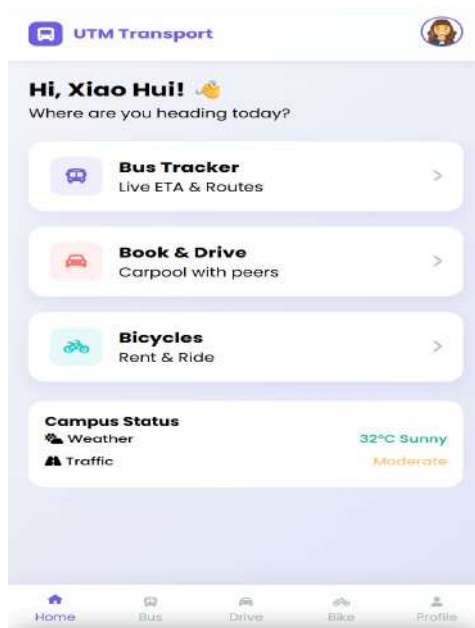 UTM Transport
Hi, Xiao Hui!
Where are you heading today?
Bus Tracker
Live ETA & Routes
Book & Drive
Carpool with peers
Bicycles
Rent & Ride
Campus Status
Weather 32°C Sunny
Traffic Moderate
Home Bus Drive Bike Profile